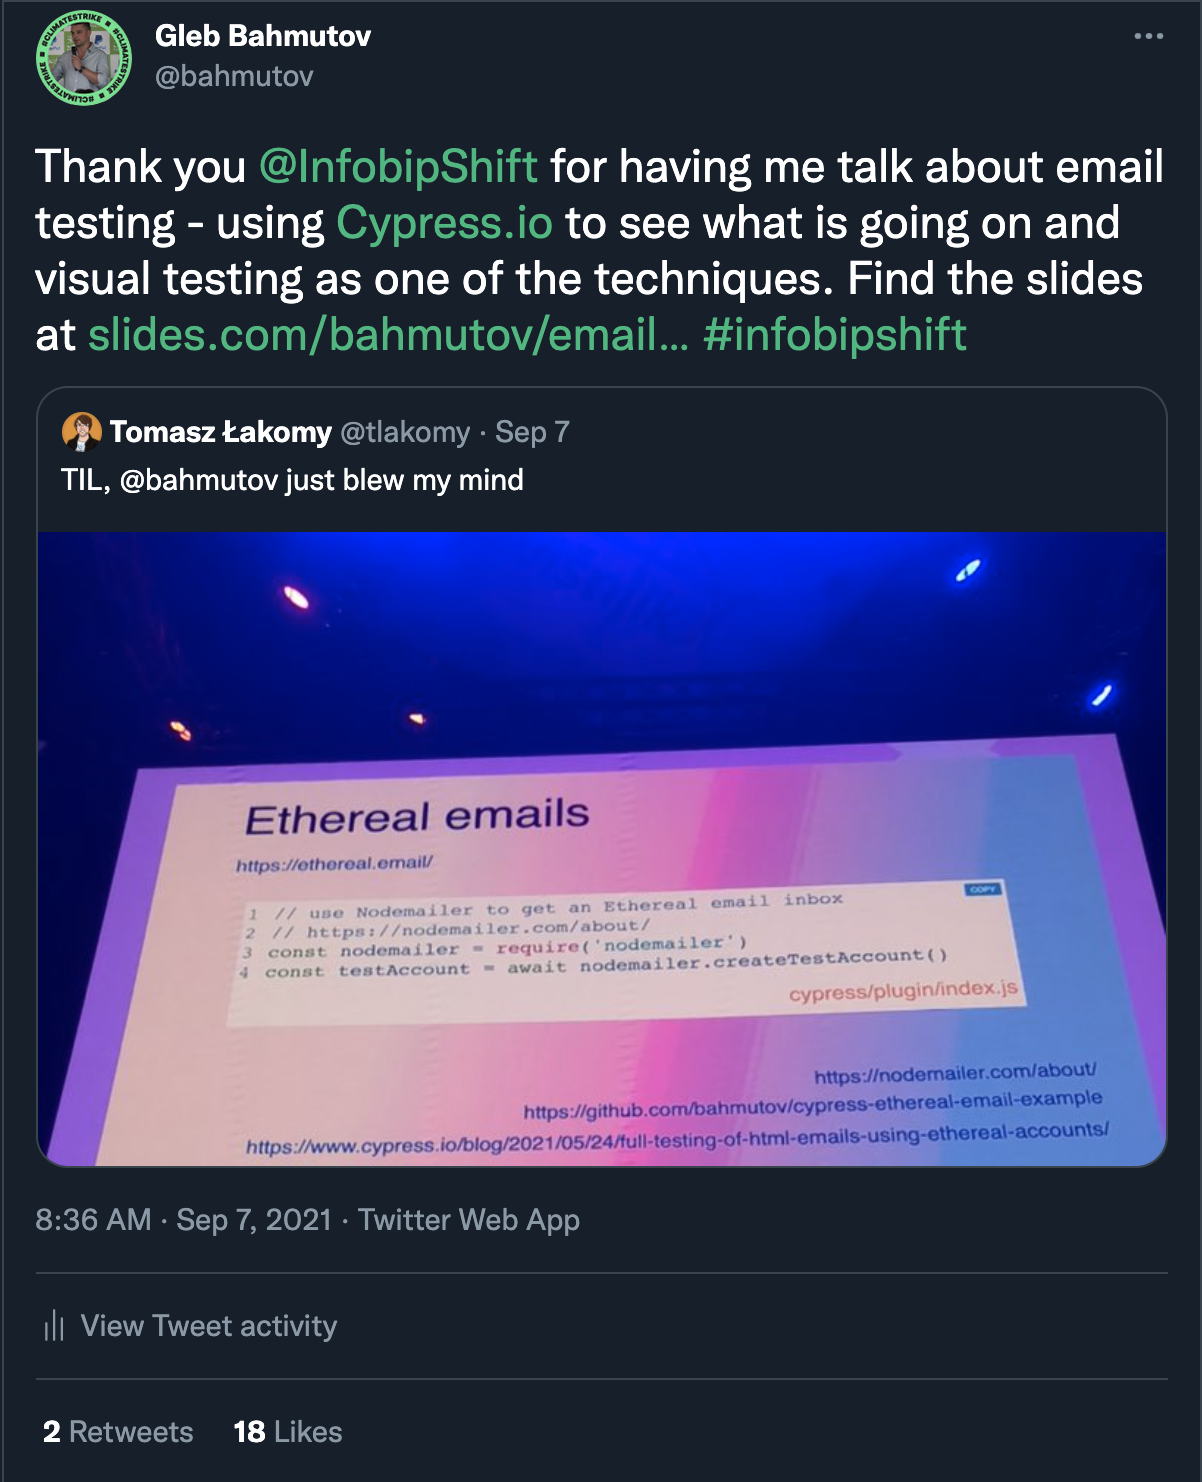 #CLIMATESTRIKE #CLIMATESTRIKE #CLIMATESTRIKE
Gleb Bahmutov
@bahmutov
Thank you @InfobipShift for having me talk about email
testing - using Cypress.io to see what is going on and
visual testing as one of the techniques. Find the slides
at slides.com/bahmutov/email… #infobipshift
Tomasz Łakomy @tlakomy · Sep 7
TIL, @bahmutov just blew my mind
Ethereal emails
https://ethereal.email/
COPY
1 // use Nodemailer to get an Ethereal email inbox
2 // https://nodemailer.com/about/
3 const nodemailer = require('nodemailer')
4 const testAccount = await nodemailer.createTestAccount()
cypress/plugin/index.js
https://nodemailer.com/about/
https://github.com/bahmutov/cypress-ethereal-email-example
https://www.cypress.io/blog/2021/05/24/full-testing-of-html-emails-using-ethereal-accounts/
8:36 AM · Sep 7, 2021 · Twitter Web App
View Tweet activity
2 Retweets 18 Likes